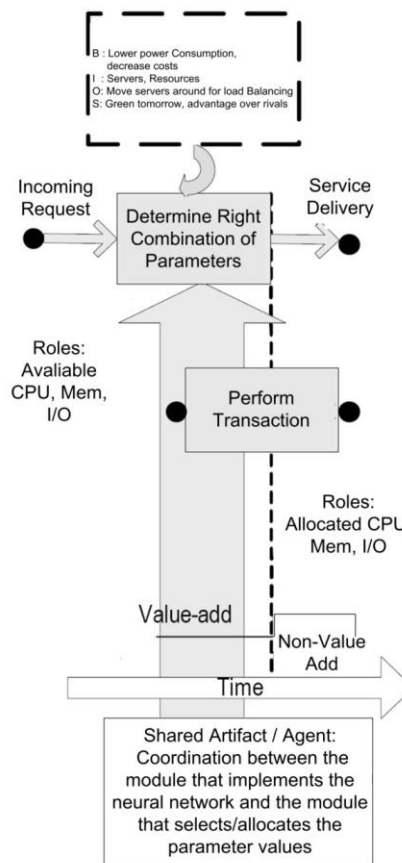 B : Lower power Consumption,
decrease costs
I : Servers, Resources
O: Move servers around for load Balancing
S: Green tomorrow, advantage over rivals
Incoming
Request
Service
Delivery
Determine Right
Combination of
Parameters
Roles:
Avaliable
CPU, Mem,
I/O
Perform
Transaction
Roles:
Allocated CPU
Mem, I/O
Value-add
Non-Value
Add
Time
Shared Artifact / Agent:
Coordination between the
module that implements the
neural network and the module
that selects/allocates the
parameter values